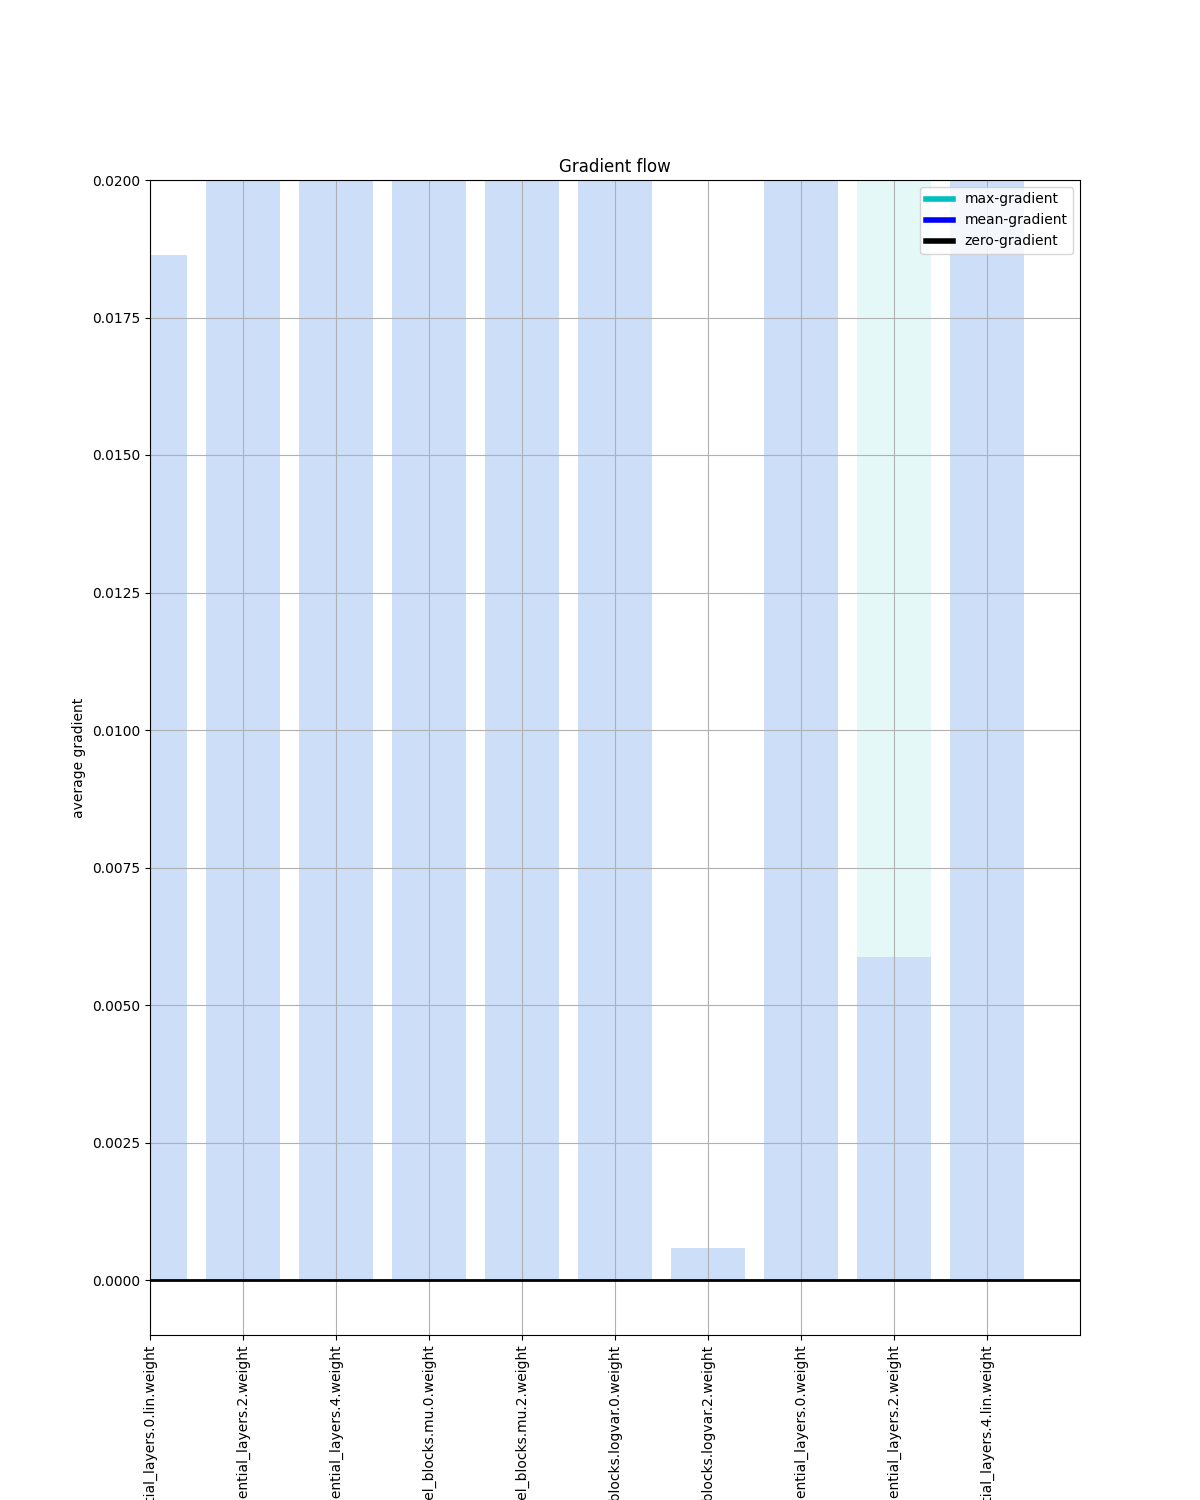 Gradient flow
max-gradient
mean-gradient
zero-gradient
0.0200
0.0175
0.0150
0.0125
0.0100
0.0075
0.0050
0.0025
0.0000
average gradient
tial_layers.0.lin.weight
ential_layers.2.weight
ential_layers.4.weight
el_blocks.mu.0.weight
el_blocks.mu.2.weight
blocks.logvar.0.weight
blocks.logvar.2.weight
ential_layers.0.weight
ential_layers.2.weight
tial_layers.4.lin.weight